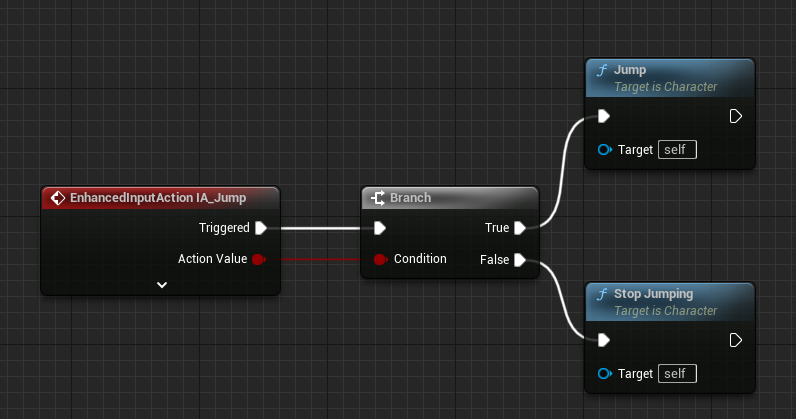 Jump
Target is Character
Target self
EnhancedInputAction IA_Jump
Triggered
Action Value
Branch
True
Condition
False
Stop Jumping
Target is Character
Target self